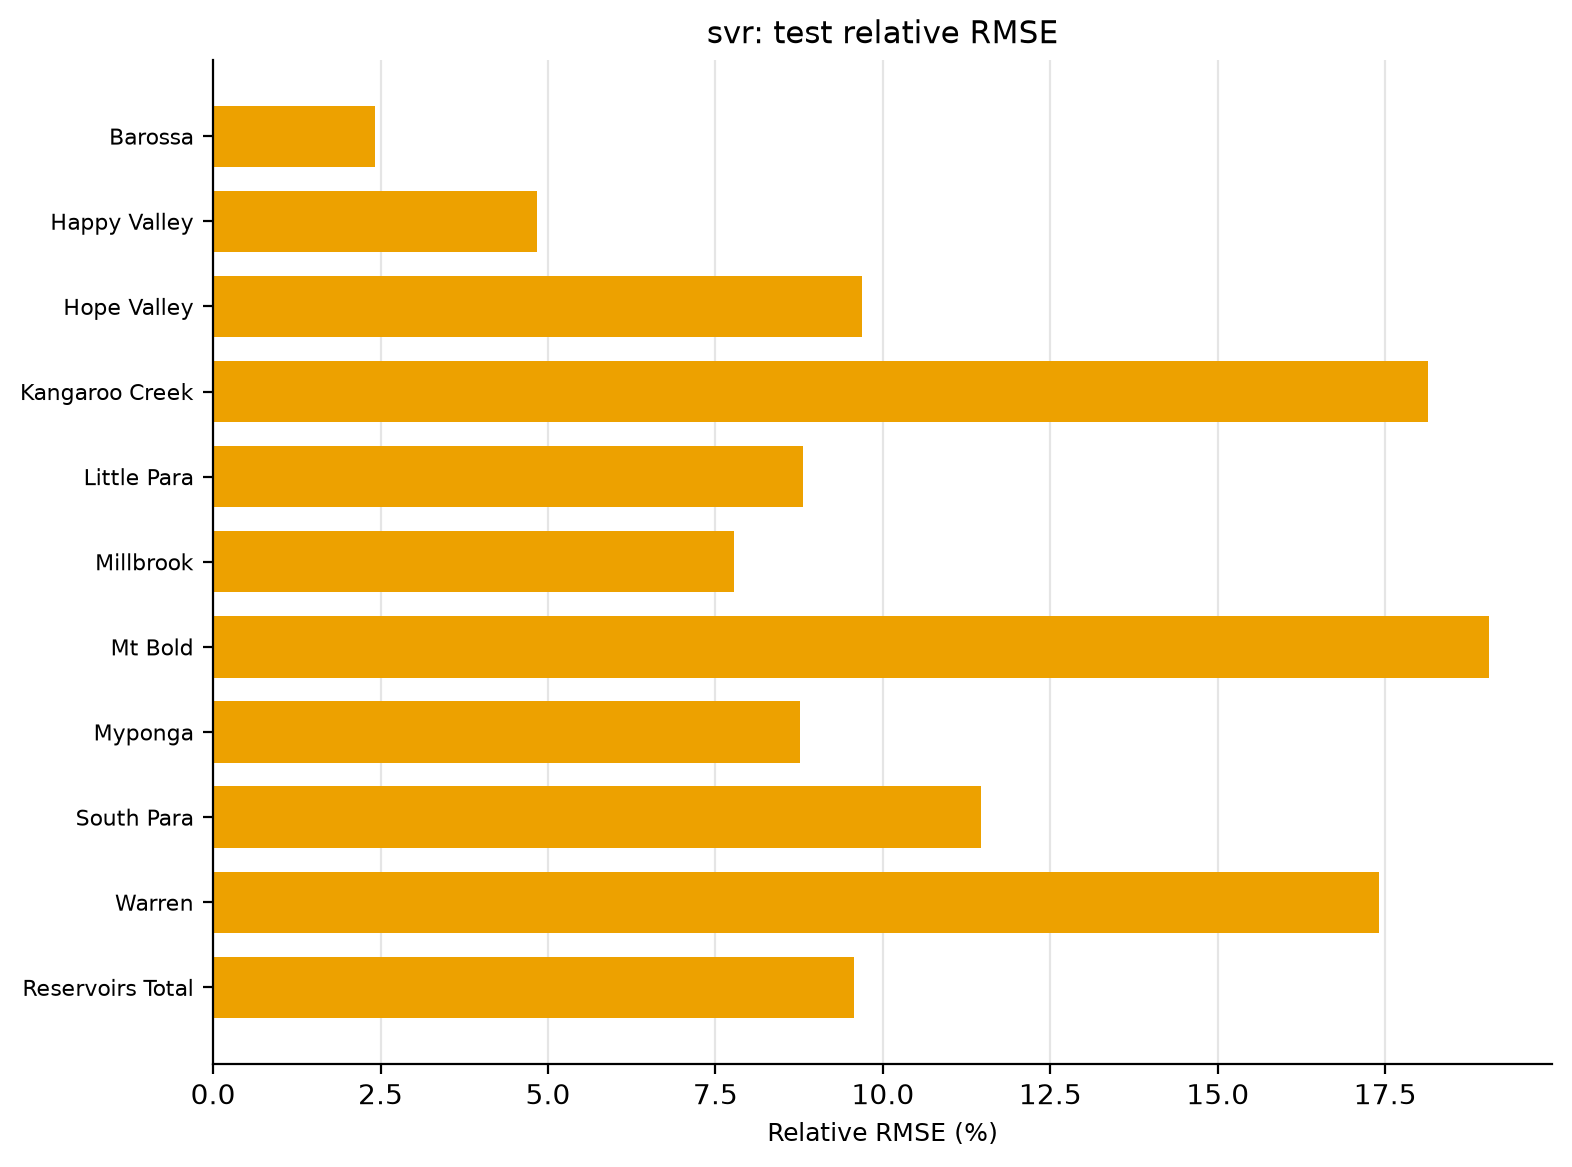 svr: test relative RMSE
Barossa
Happy Valley
Hope Valley
Kangaroo Creek
Little Para
Millbrook
Mt Bold
Myponga
South Para
Warren
Reservoirs Total
0.0 2.5 5.0 7.5 10.0 12.5 15.0 17.5
Relative RMSE (%)